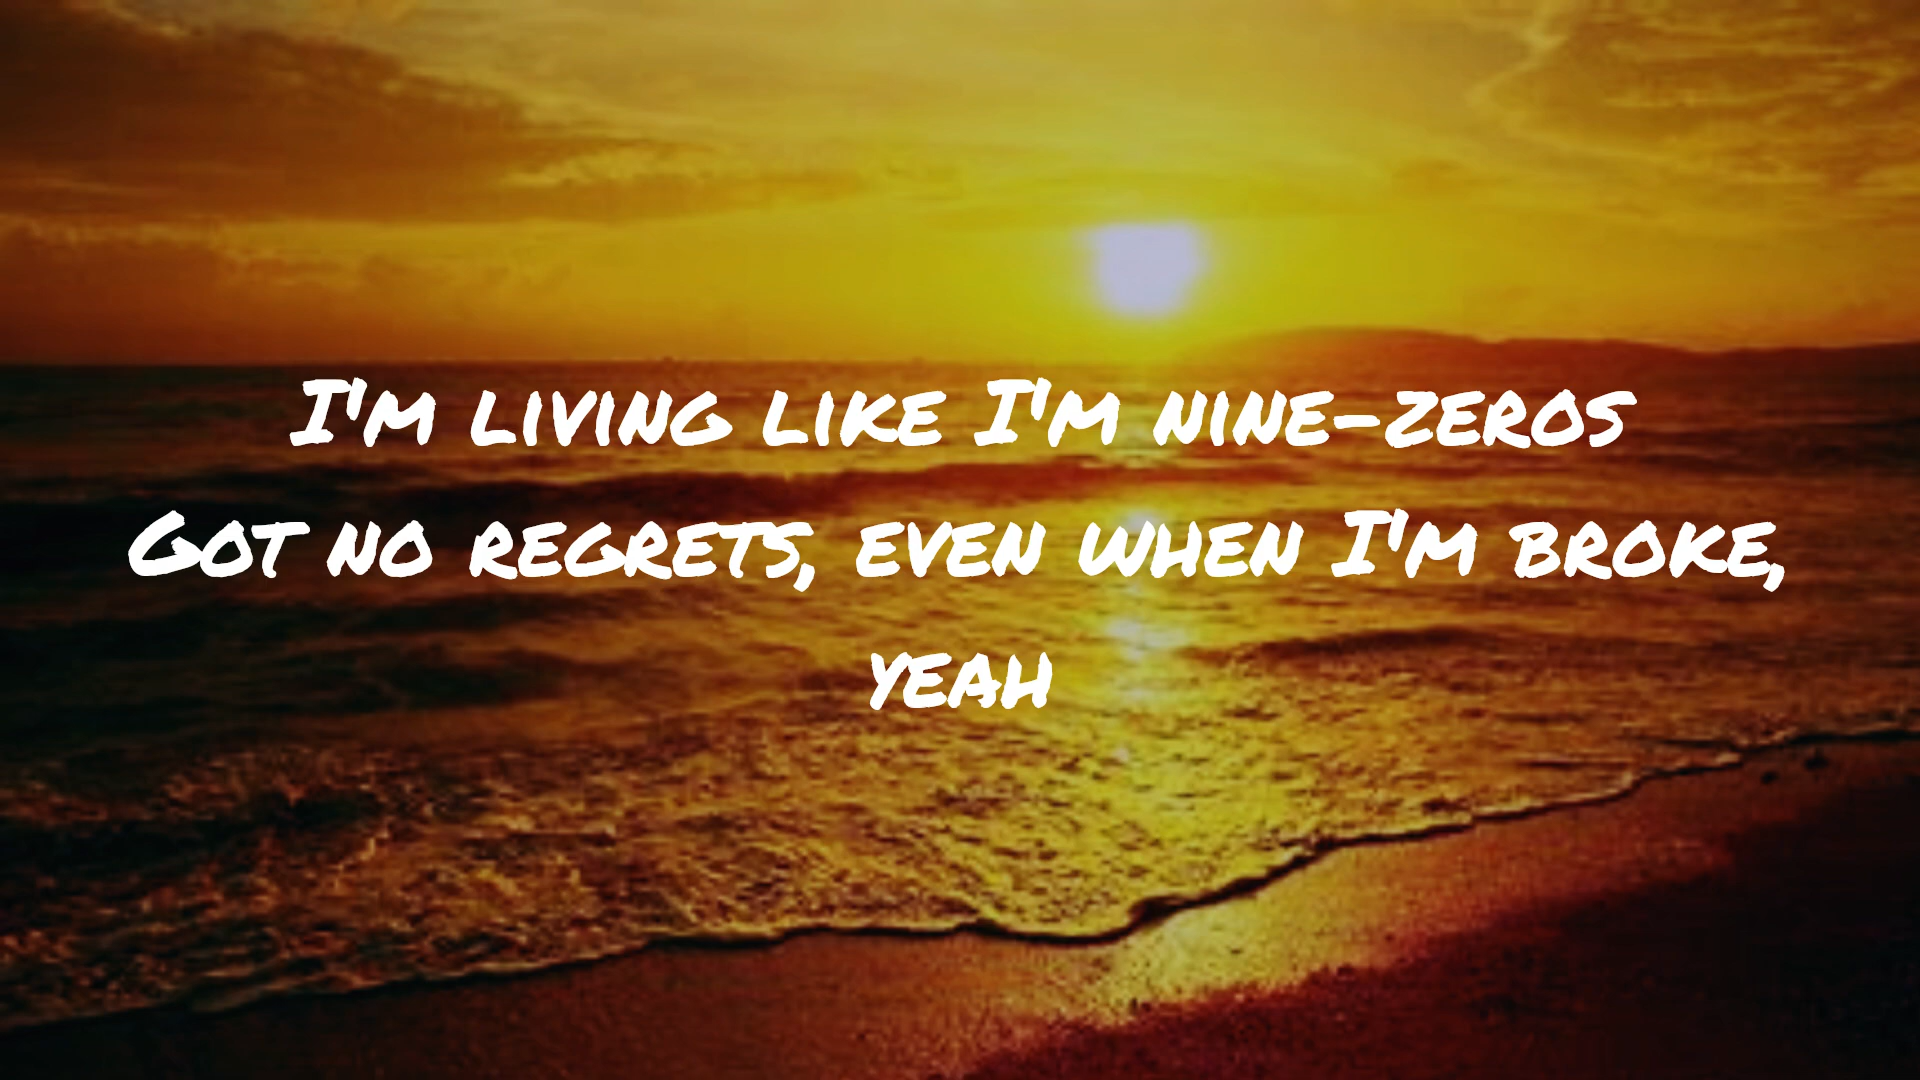 I'm living like I'm nine-zeros
Got no regrets, even when I'm broke,
yeah